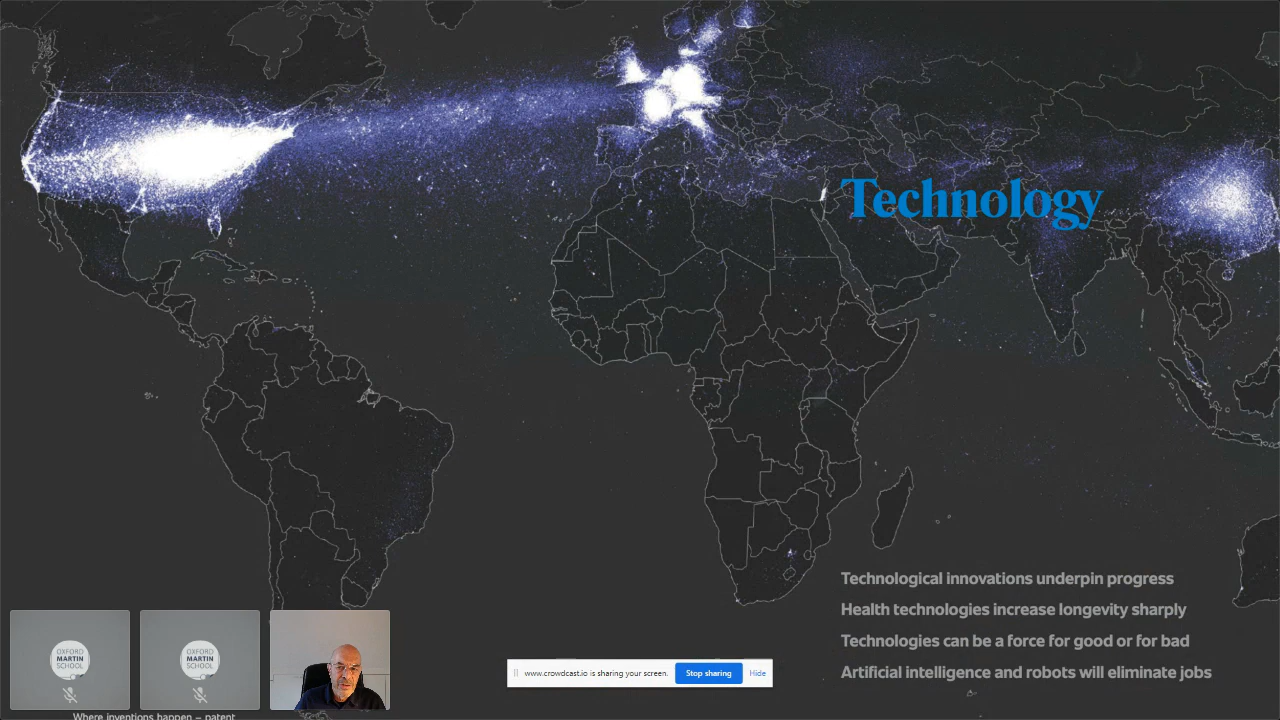 Technology
Technological innovations underpin progress
Health technologies increase longevity sharply
Technologies can be a force for good or for bad
Artificial intelligence and robots will eliminate jobs
OXFORD
MARTIN
SCHOOL
OXFORD
MARTIN
SCHOOL
www.crowdcast.io is sharing your screen.
Stop sharing
Hide
Where inventions happen – patent